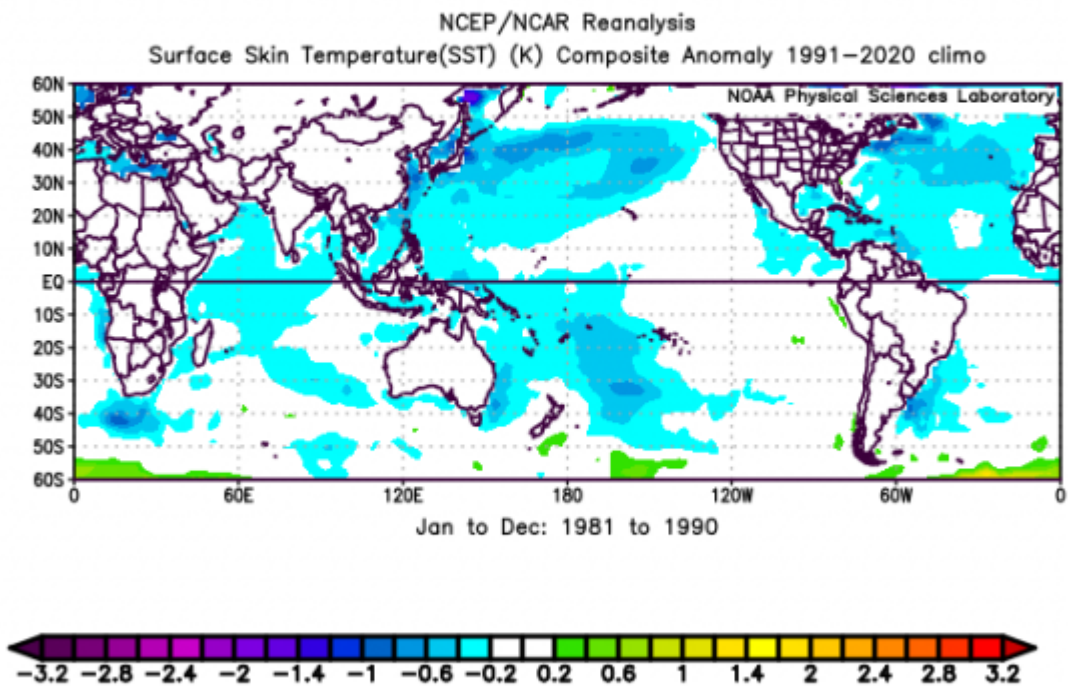 NCEP/NCAR Reanalysis
Surface Skin Temperature(SST) (K) Composite Anomaly 1991−2020 climo
NOAA Physical Sciences Laboratory
60N
50N
40N
30N
20N
10N
EQ
10S
20S
30S
40S
50S
60S
0 60E 120E 180 120W 60W 0
Jan to Dec: 1981 to 1990
−3.2 −2.8 −2.4 −2 −1.4 −1 −0.6 −0.2 0.2 0.6 1 1.4 2 2.4 2.8 3.2